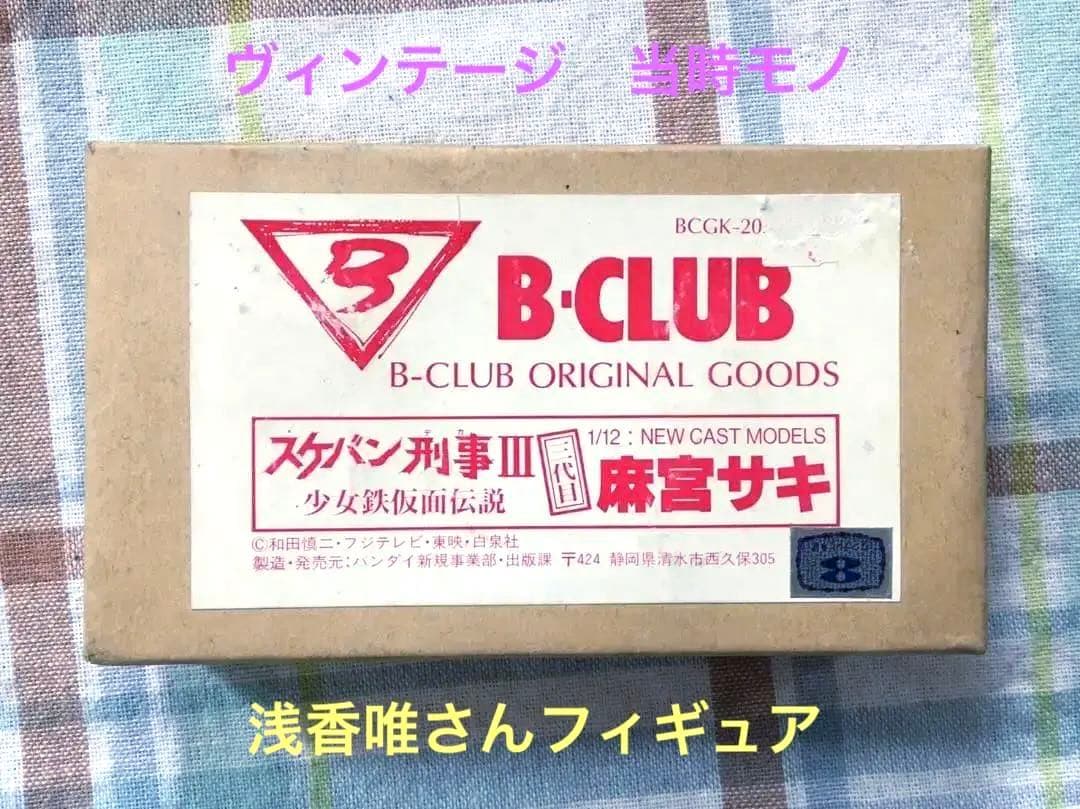 ヴィンテージ　当時モノ
BCGK-20
B
B·CLUB
B-CLUB ORIGINAL GOODS
スケバン刑事III
デカ
少女鉄仮面伝説
三代目
1/12 : NEW CAST MODELS
麻宮サキ
©和田慎二・フジテレビ・東映・白泉社
製造・発売元:バンダイ新規事業部・出版課 〒424 静岡県清水市西久保305
浅香唯さんフィギュア